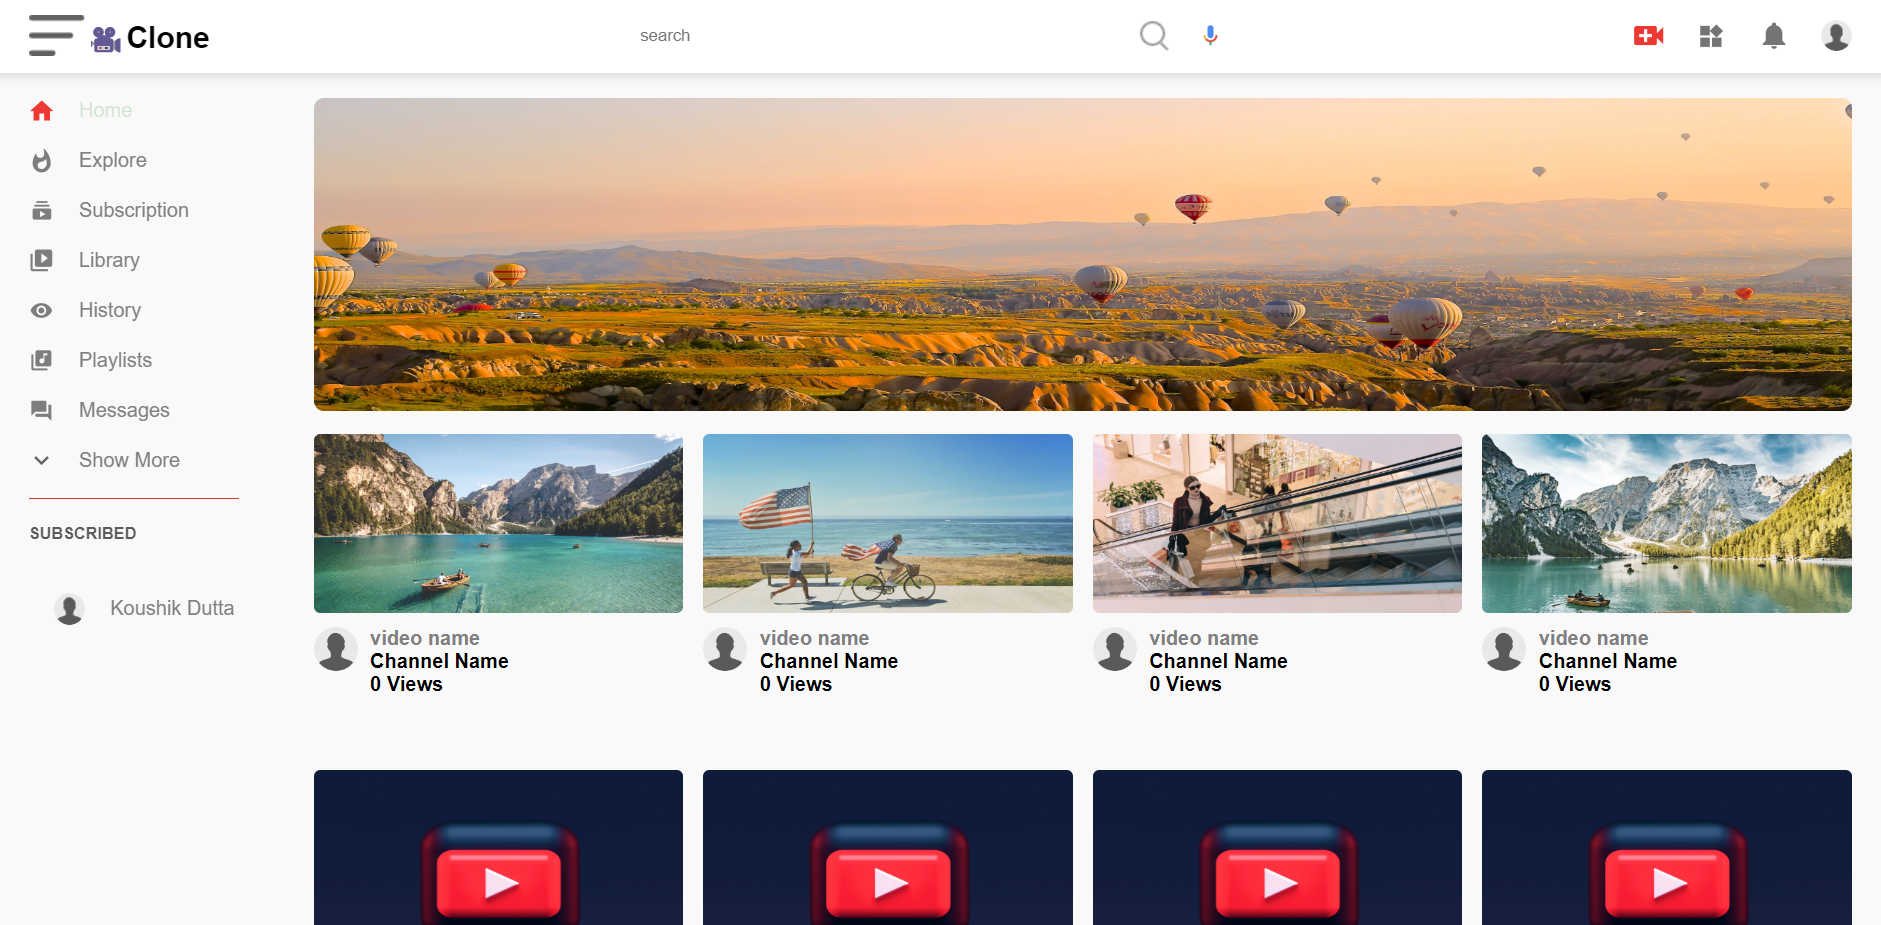 Clone
search
Home
Explore
Subscription
Library
History
Playlists
Messages
Show More
SUBSCRIBED
Koushik Dutta
video name
Channel Name
0 Views
video name
Channel Name
0 Views
video name
Channel Name
0 Views
video name
Channel Name
0 Views